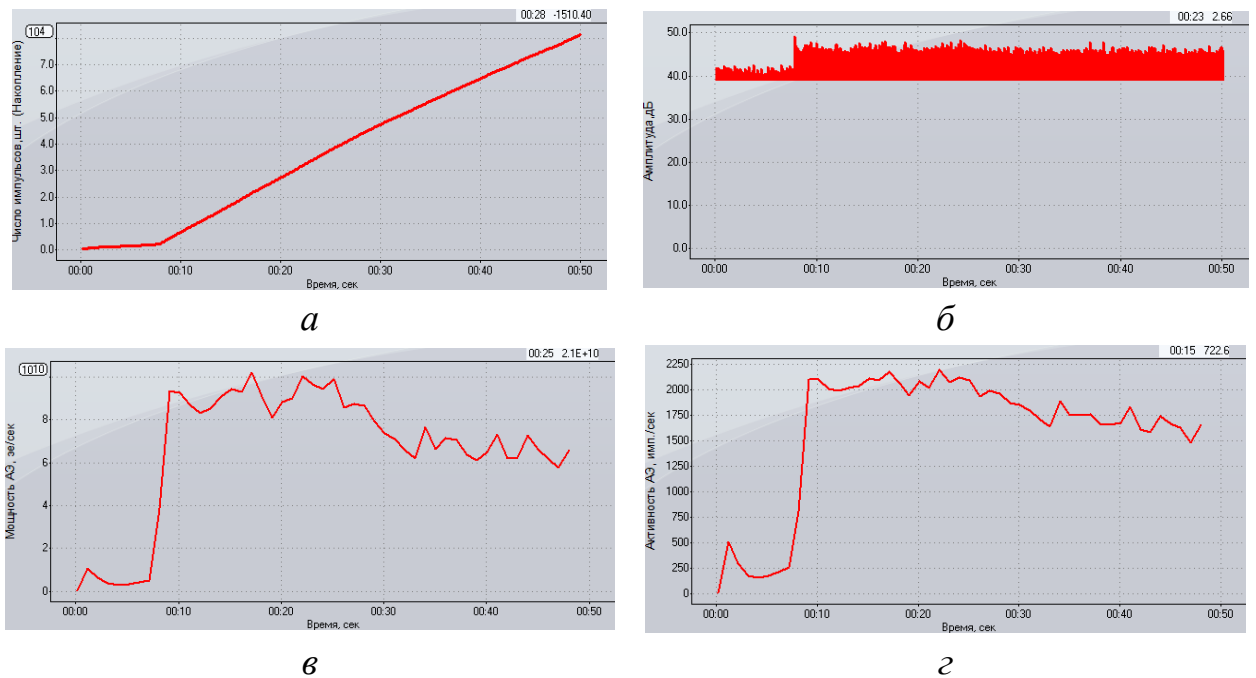 00:28 -1510.40
104
Число импульсов,шт. (Накопление)
7.0
6.0
5.0
4.0
3.0
2.0
1.0
0.0
00:00 00:10 00:20 00:30 00:40 00:50
Время, сек
а
00:23 2.66
Амплитуда,дБ
50.0
40.0
30.0
20.0
10.0
0.0
00:00 00:10 00:20 00:30 00:40 00:50
Время, сек
б
00:25 2.1E+10
1010
Мощность АЭ, эе/сек
8
6
4
2
0
00:00 00:10 00:20 00:30 00:40 00:50
Время, сек
в
00:15 722.6
Активность АЭ, имп./сек
2250
2000
1750
1500
1250
1000
750
500
250
0
00:00 00:10 00:20 00:30 00:40 00:50
Время, сек
г